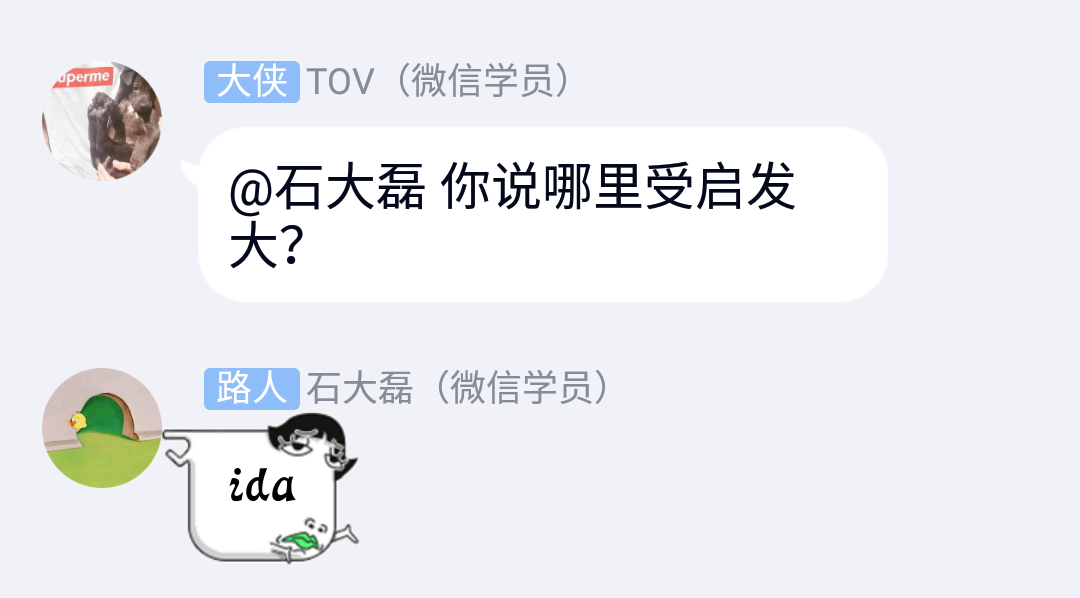 uperme
大侠 TOV（微信学员）
@石大磊 你说哪里受启发
大？
路人 石大磊（微信学员）
ida